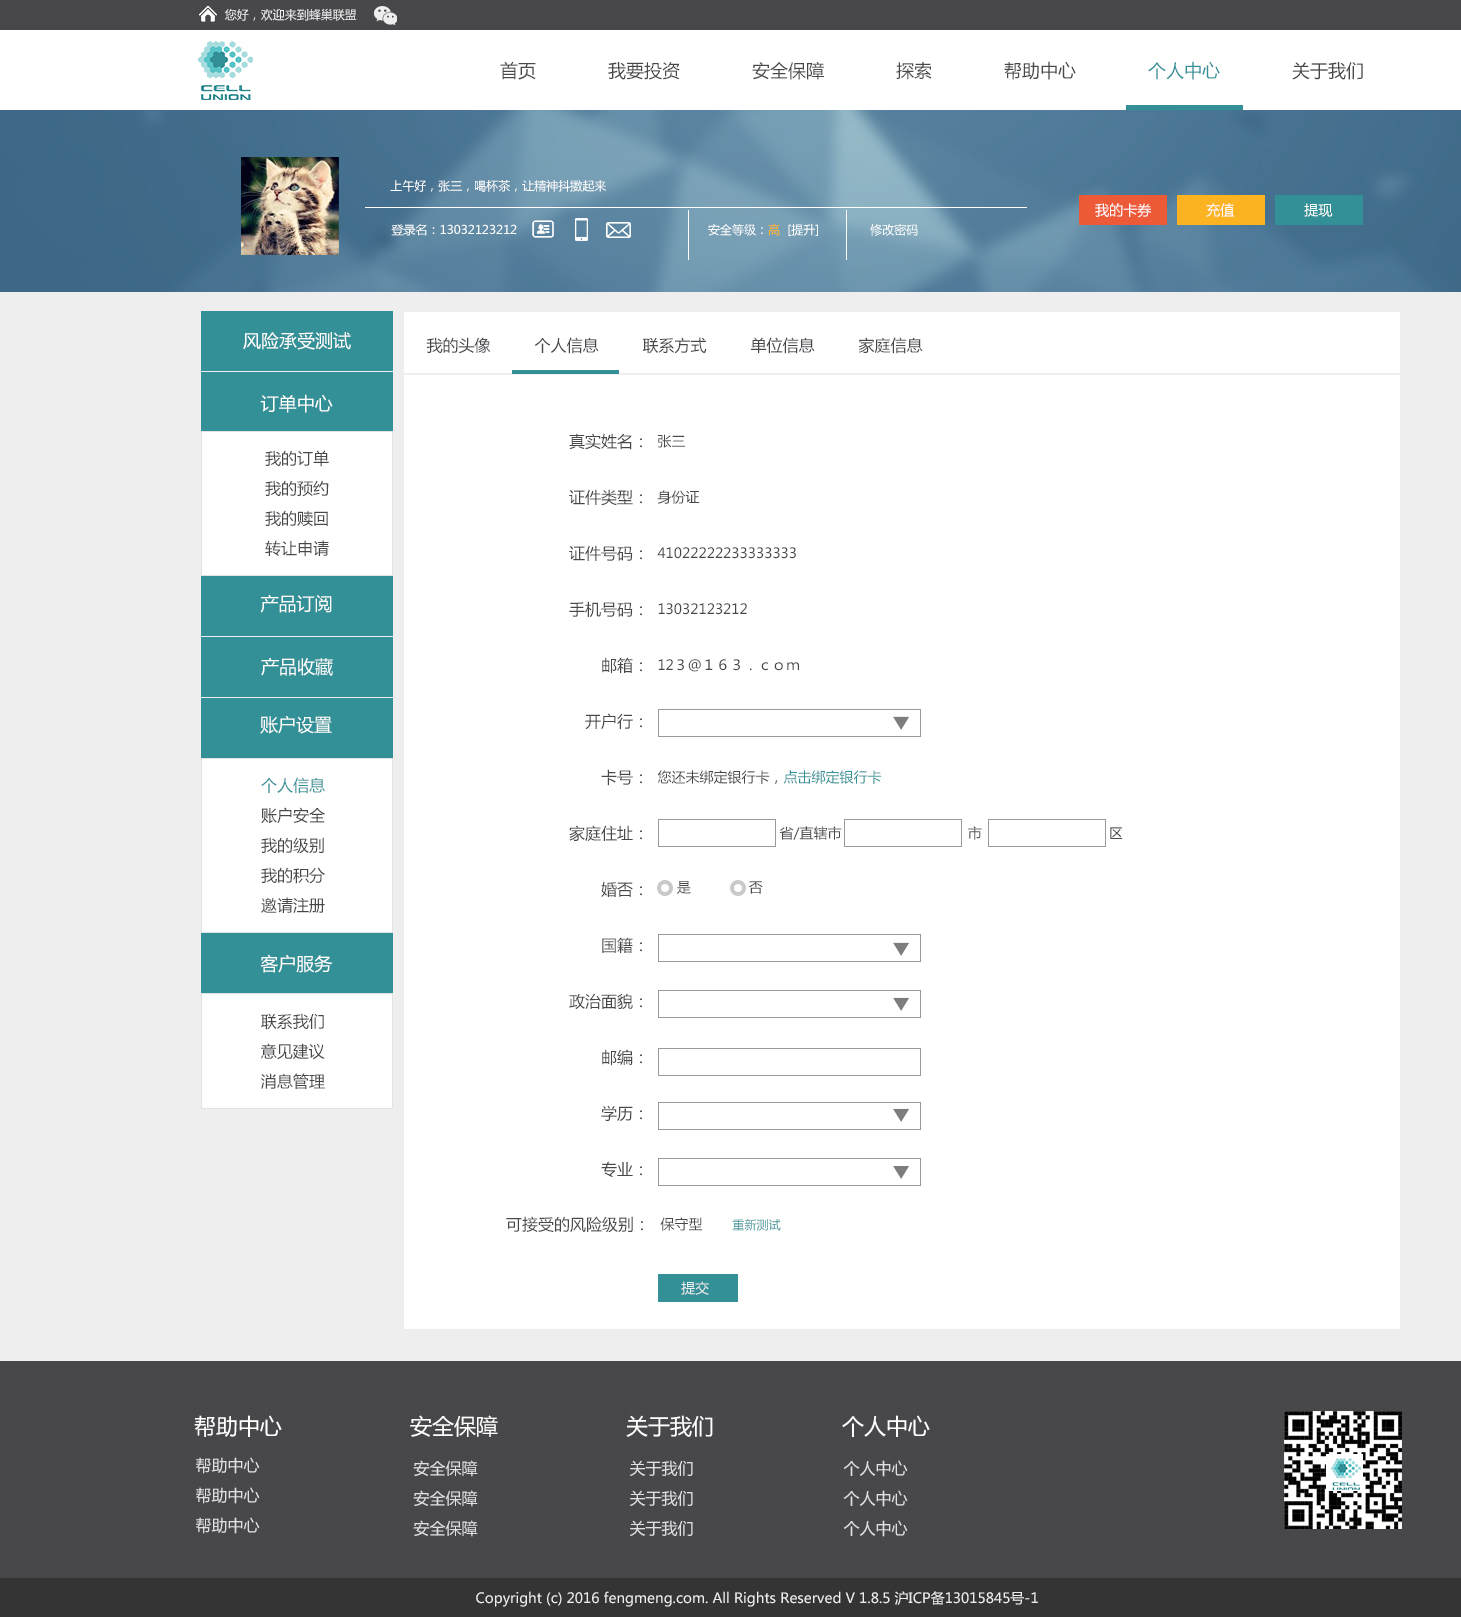 您好，欢迎来到蜂巢联盟
CELL
UNION
首页 我要投资 安全保障 探索 帮助中心 个人中心 关于我们
上午好，张三，喝杯茶，让精神抖擞起来
登录名：13032123212 安全等级：高 [提升] 修改密码
我的卡券 充值 提现
风险承受测试
订单中心
我的订单
我的预约
我的赎回
转让申请
产品订阅
产品收藏
账户设置
个人信息
账户安全
我的级别
我的积分
邀请注册
客户服务
联系我们
意见建议
消息管理
我的头像 个人信息 联系方式 单位信息 家庭信息
真实姓名： 张三
证件类型： 身份证
证件号码： 41022222233333333
手机号码： 13032123212
邮箱： 123@163．com
开户行：
卡号： 您还未绑定银行卡，点击绑定银行卡
家庭住址： 省/直辖市 市 区
婚否： 是 否
国籍：
政治面貌：
邮编：
学历：
专业：
可接受的风险级别： 保守型 重新测试
提交
帮助中心 安全保障 关于我们 个人中心
帮助中心 安全保障 关于我们 个人中心
帮助中心 安全保障 关于我们 个人中心
帮助中心 安全保障 关于我们 个人中心
CELL
UNION
Copyright (c) 2016 fengmeng.com. All Rights Reserved V 1.8.5 沪ICP备13015845号-1